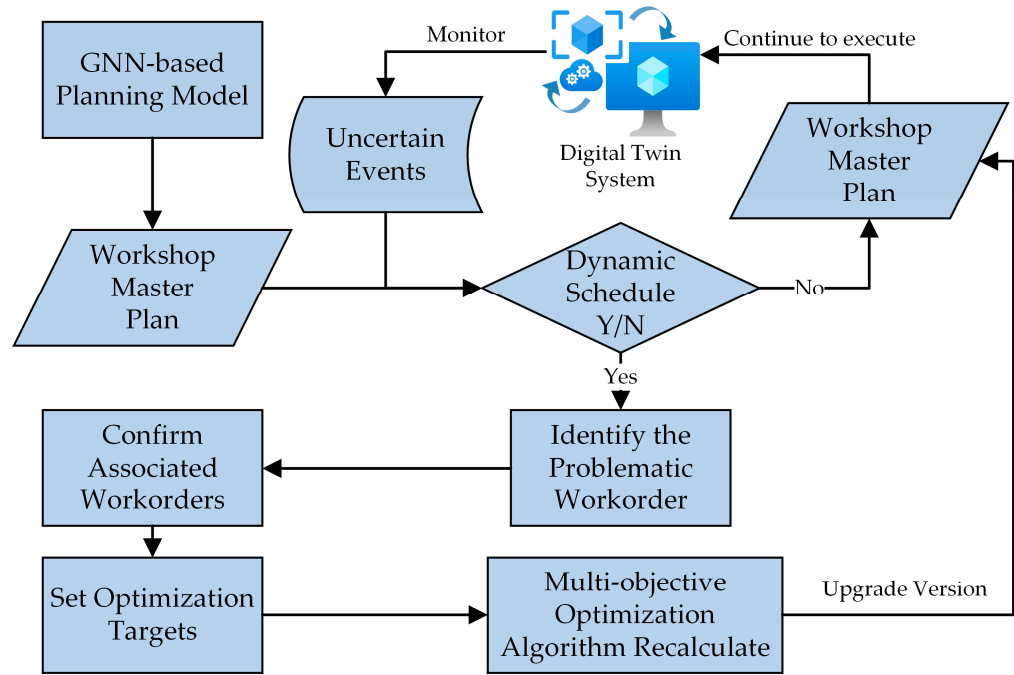 GNN-based
Planning Model
Monitor
Continue to execute
Uncertain
Events
Digital Twin
System
Workshop
Master
Plan
Workshop
Master
Plan
Dynamic
Schedule
Y/N
No
Yes
Confirm
Associated
Workorders
Identify the
Problematic
Workorder
Set Optimization
Targets
Multi-objective
Optimization
Algorithm Recalculate
Upgrade Version